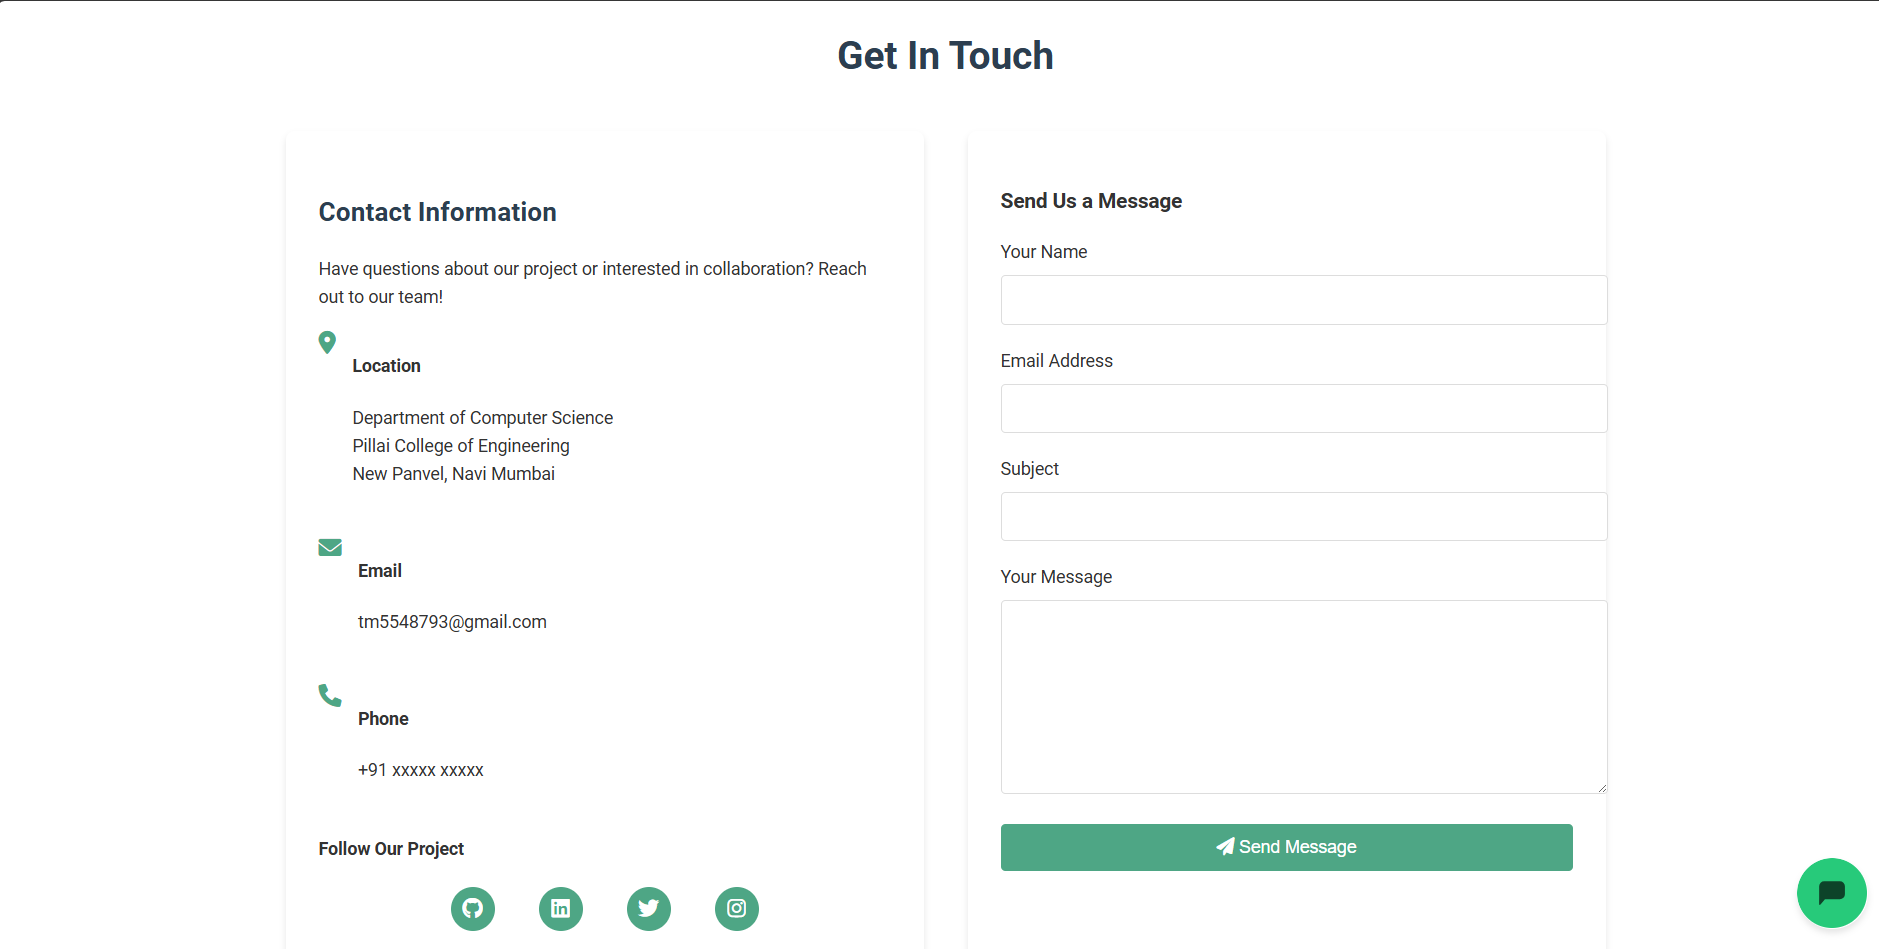 Get In Touch
Contact Information
Have questions about our project or interested in collaboration? Reach
out to our team!
Location
Department of Computer Science
Pillai College of Engineering
New Panvel, Navi Mumbai
Email
tm5548793@gmail.com
Phone
+91 xxxxx xxxxx
Follow Our Project
Send Us a Message
Your Name
Email Address
Subject
Your Message
Send Message